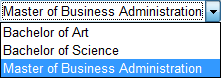 Master of Business Administration
Bachelor of Art
Bachelor of Science
Master of Business Administration